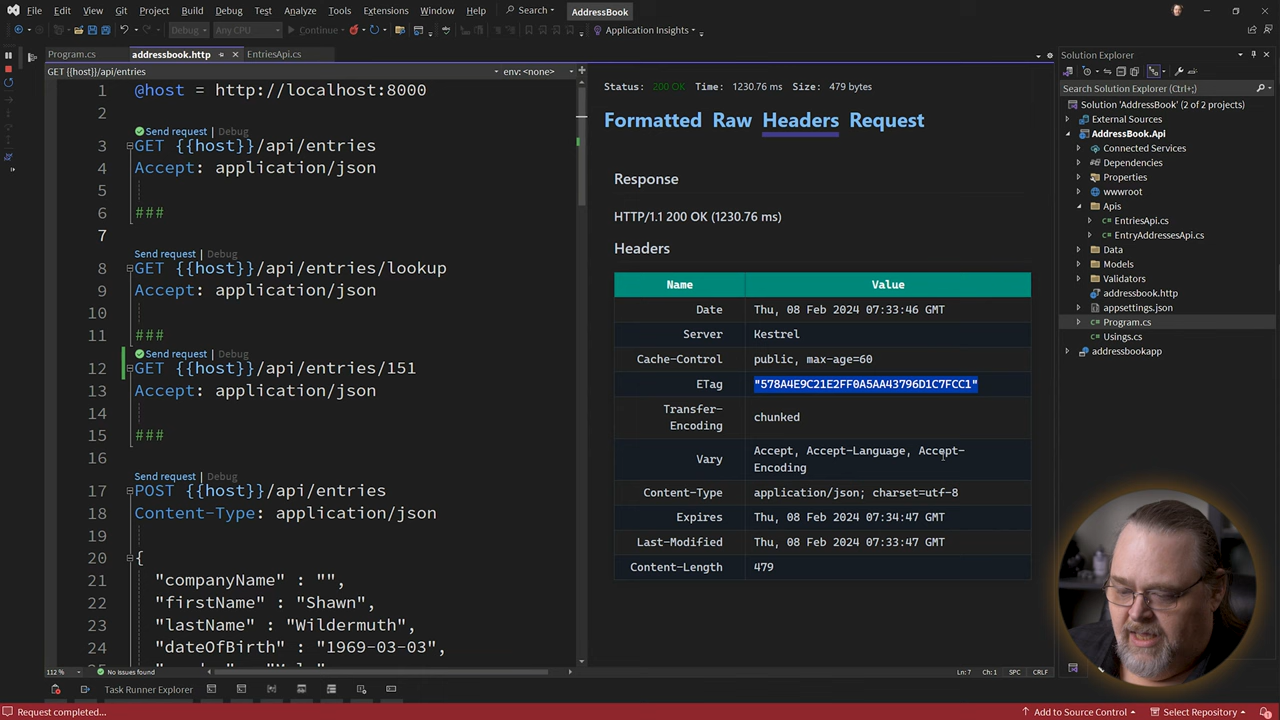 File Edit View Git Project Build Debug Test Analyze Tools Extensions Window Help Search AddressBook
Debug Any CPU Continue Application Insights
Program.cs addressbook.http EntriesApi.cs
GET {{host}}/api/entries env: <none>
1 @host = http://localhost:8000
2
Send request | Debug
3 GET {{host}}/api/entries
4 Accept: application/json
5
6 ###
7
Send request | Debug
8 GET {{host}}/api/entries/lookup
9 Accept: application/json
10
11 ###
Send request | Debug
12 GET {{host}}/api/entries/151
13 Accept: application/json
14
15 ###
16
Send request | Debug
17 POST {{host}}/api/entries
18 Content-Type: application/json
19
20 {
21 "companyName" : "",
22 "firstName" : "Shawn",
23 "lastName" : "Wildermuth",
24 "dateOfBirth" : "1969-03-03",
112 % No issues found Ln: 7 Ch: 1 SPC CRLF
Status: 200 OK Time: 1230.76 ms Size: 479 bytes
Formatted Raw Headers Request
Response
HTTP/1.1 200 OK (1230.76 ms)
Headers
Name Value
Date Thu, 08 Feb 2024 07:33:46 GMT
Server Kestrel
Cache-Control public, max-age=60
ETag "578A4E9C21E2FF0A5AA43796D1C7FCC1"
Transfer-Encoding chunked
Vary Accept, Accept-Language, Accept-
Encoding
Content-Type application/json; charset=utf-8
Expires Thu, 08 Feb 2024 07:34:47 GMT
Last-Modified Thu, 08 Feb 2024 07:33:47 GMT
Content-Length 479
Solution Explorer
Search Solution Explorer (Ctrl+;)
Solution 'AddressBook' (2 of 2 projects)
External Sources
AddressBook.Api
Connected Services
Dependencies
Properties
wwwroot
Apis
EntriesApi.cs
EntryAddressesApi.cs
Data
Models
Validators
addressbook.http
appsettings.json
Program.cs
Usings.cs
addressbookapp
Task Runner Explorer
Request completed... Add to Source Control Select Repository